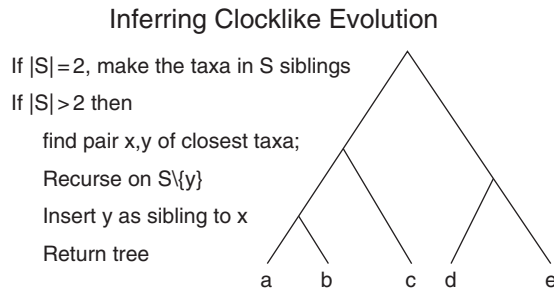 Inferring Clocklike Evolution
If |S|=2, make the taxa in S siblings
If |S|>2 then
find pair x,y of closest taxa;
Recurse on S\{y}
Insert y as sibling to x
Return tree
a b c d e